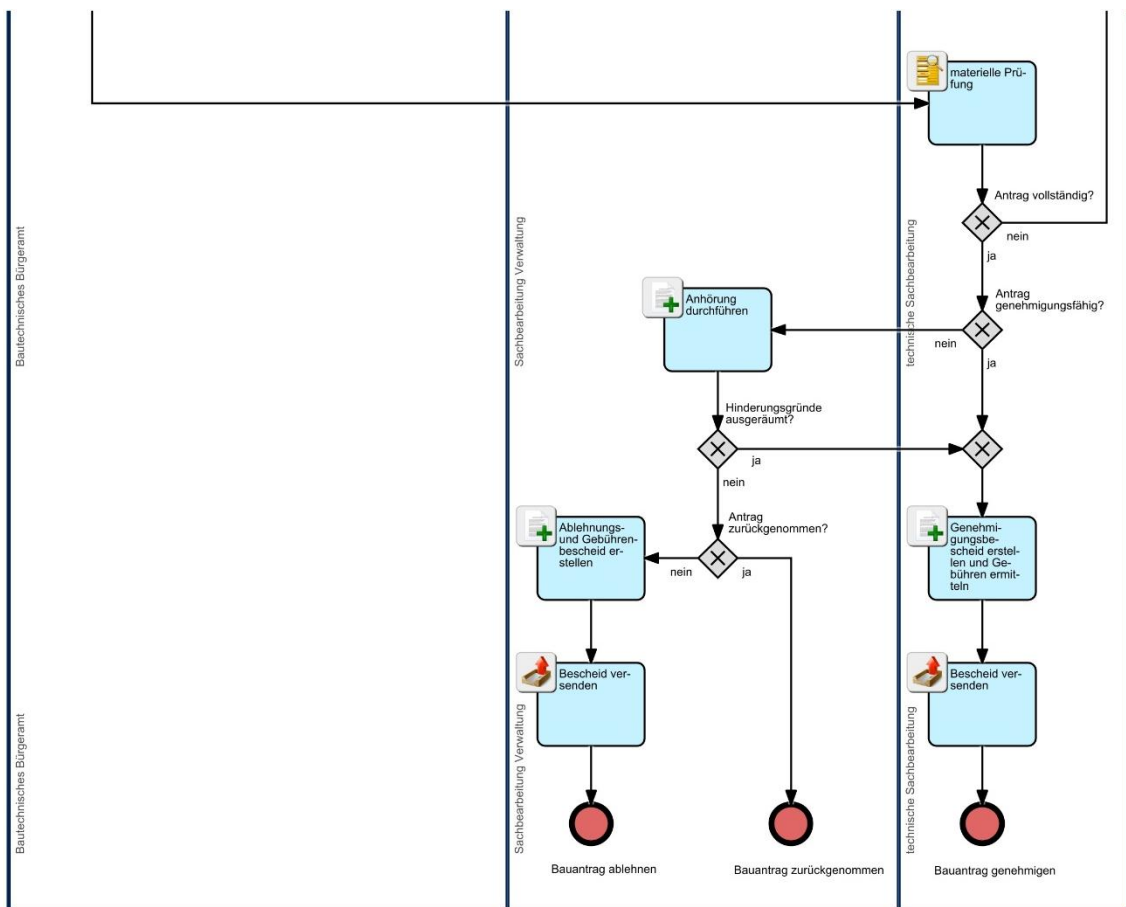 materielle Prü-
fung
Antrag vollständig?
nein
ja
Bautechnisches Bürgeramt
Sachbearbeitung Verwaltung
technische Sachbearbeitung
Anhörung
durchführen
Antrag
genehmigungsfähig?
nein
ja
Hinderungsgründe
ausgeräumt?
ja
nein
Antrag
zurückgenommen?
nein
ja
Ablehnungs-
und Gebühren-
bescheid er-
stellen
Genehmi-
gungsbe-
scheid erstel-
len und Ge-
bühren ermit-
teln
Bescheid ver-
senden
Bescheid ver-
senden
Bautechnisches Bürgeramt
Sachbearbeitung Verwaltung
technische Sachbearbeitung
Bauantrag ablehnen
Bauantrag zurückgenommen
Bauantrag genehmigen